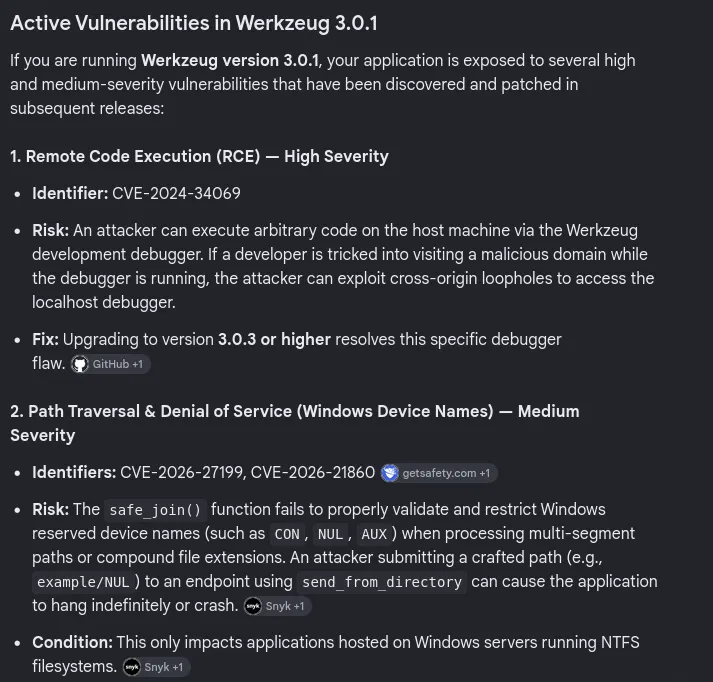 Active Vulnerabilities in Werkzeug 3.0.1
If you are running Werkzeug version 3.0.1, your application is exposed to several high
and medium-severity vulnerabilities that have been discovered and patched in
subsequent releases:
1. Remote Code Execution (RCE) — High Severity
• Identifier: CVE-2024-34069
• Risk: An attacker can execute arbitrary code on the host machine via the Werkzeug
development debugger. If a developer is tricked into visiting a malicious domain while
the debugger is running, the attacker can exploit cross-origin loopholes to access the
localhost debugger.
• Fix: Upgrading to version 3.0.3 or higher resolves this specific debugger
flaw. GitHub +1
2. Path Traversal & Denial of Service (Windows Device Names) — Medium
Severity
• Identifiers: CVE-2026-27199, CVE-2026-21860 getsafety.com +1
• Risk: The safe_join() function fails to properly validate and restrict Windows
reserved device names (such as CON, NUL, AUX) when processing multi-segment
paths or compound file extensions. An attacker submitting a crafted path (e.g.,
example/NUL) to an endpoint using send_from_directory can cause the application
to hang indefinitely or crash. snyk Snyk +1
• Condition: This only impacts applications hosted on Windows servers running NTFS
filesystems. snyk Snyk +1